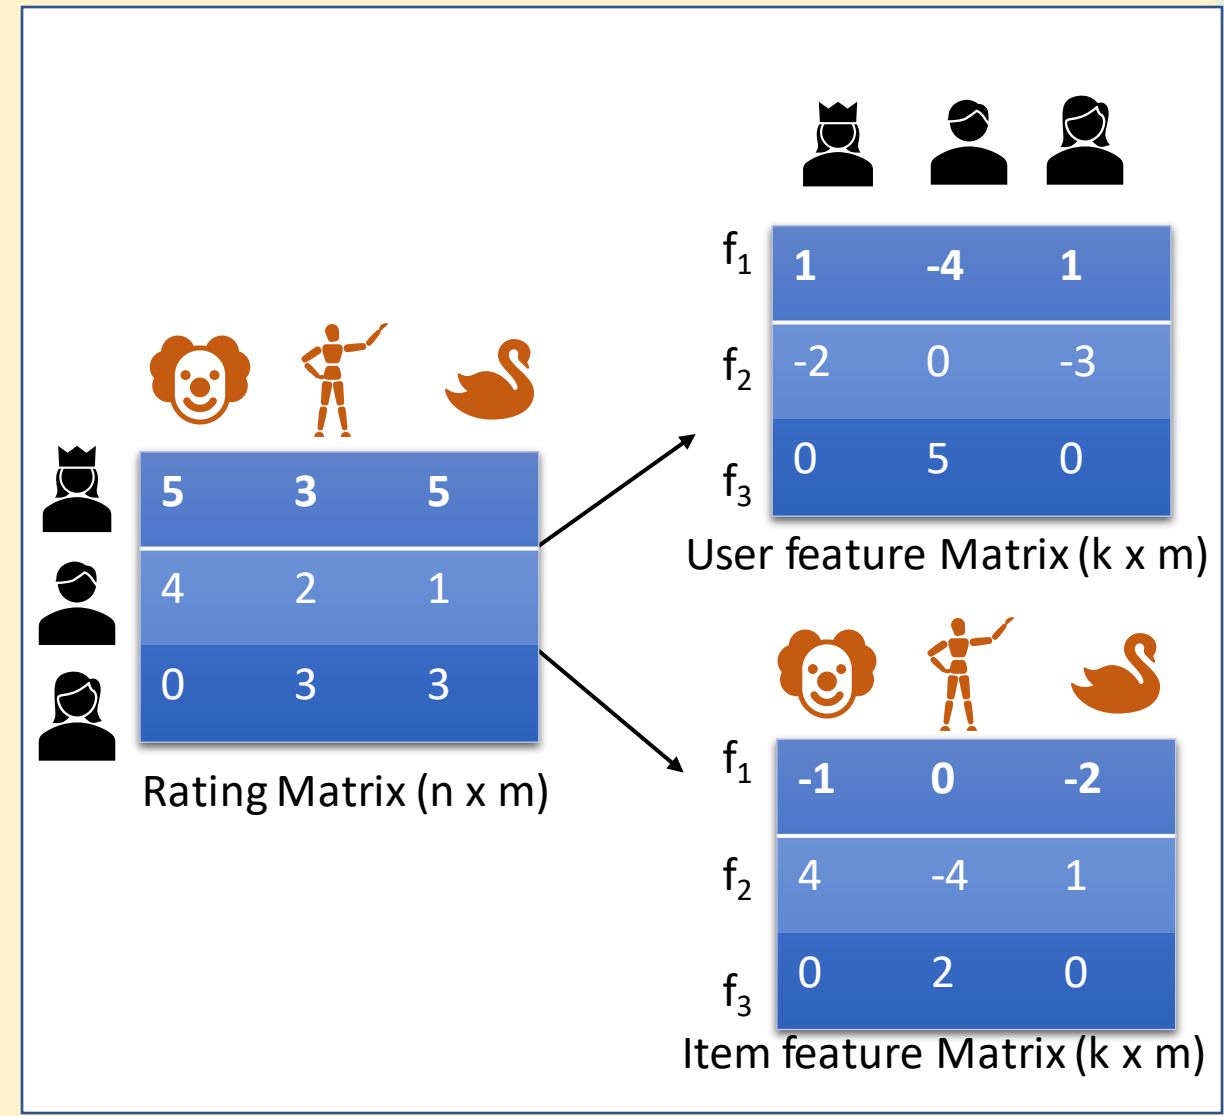 f1 1 -4 1
f2 -2 0 -3
f3 0 5 0
User feature Matrix (k x m)
5 3 5
4 2 1
0 3 3
Rating Matrix (n x m)
f1 -1 0 -2
f2 4 -4 1
f3 0 2 0
Item feature Matrix (k x m)